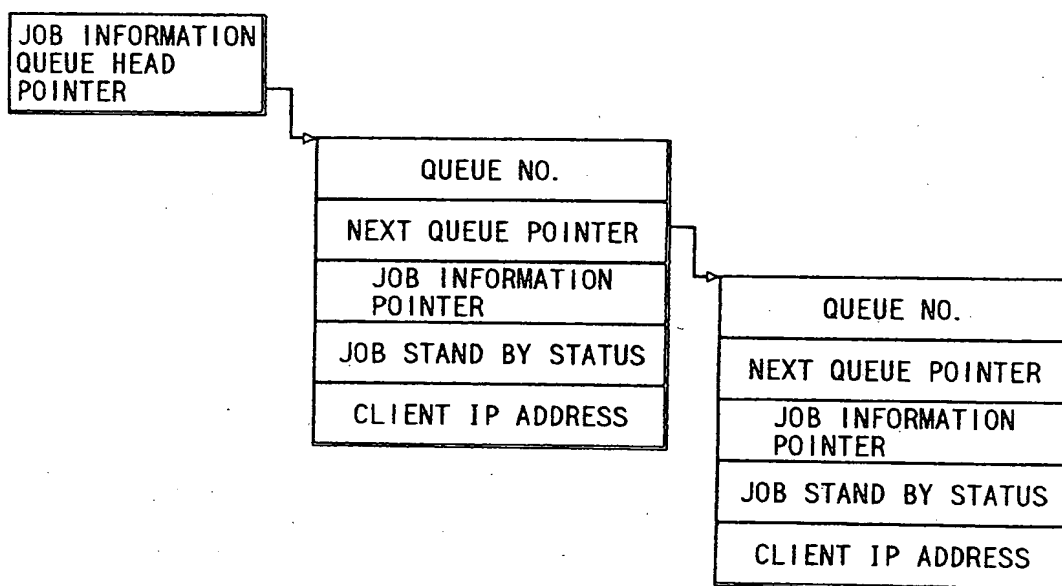 JOB INFORMATION
QUEUE HEAD
POINTER
QUEUE NO.
NEXT QUEUE POINTER
JOB INFORMATION
POINTER
JOB STAND BY STATUS
CLIENT IP ADDRESS
QUEUE NO.
NEXT QUEUE POINTER
JOB INFORMATION
POINTER
JOB STAND BY STATUS
CLIENT IP ADDRESS